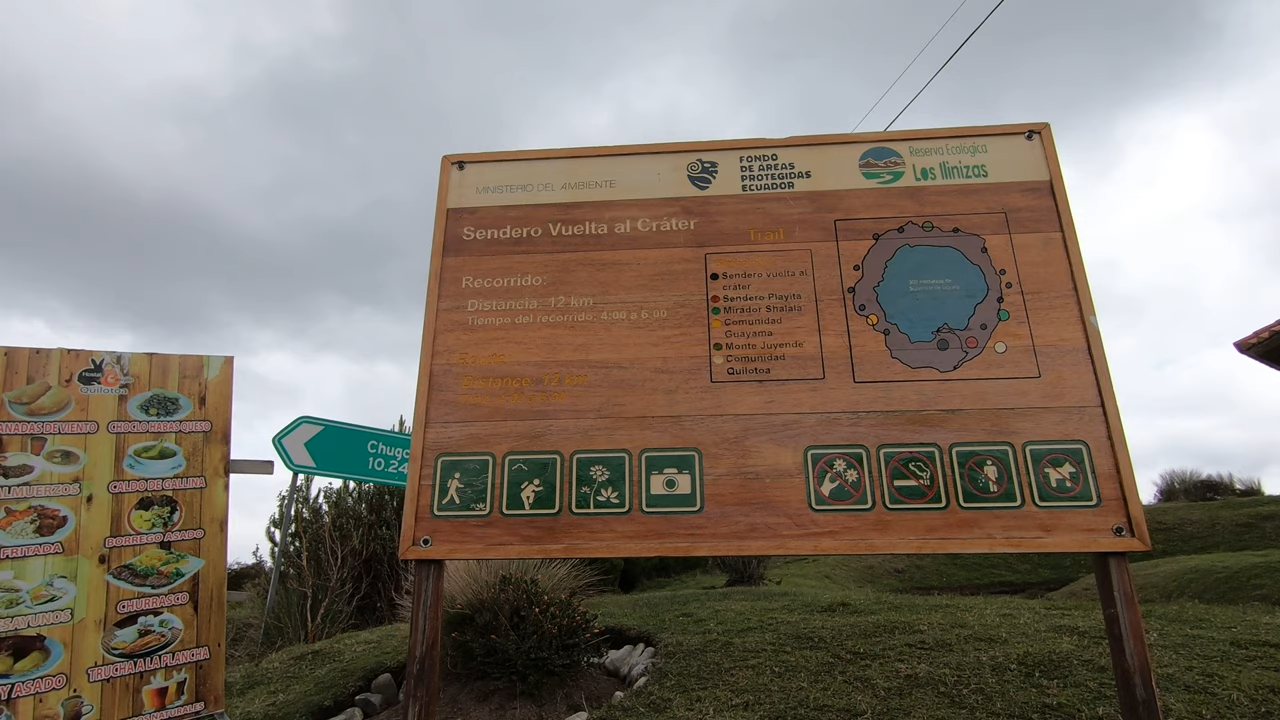 MINISTERIO DEL AMBIENTE
FONDO
DE ÁREAS
PROTEGIDAS
ECUADOR
Reserva Ecológica
Los Ilinizas
Sendero Vuelta al Cráter
Trail
Recorrido:
Distancia: 12 km
Tiempo del recorrido: 4:00 a 6:00
Distance: 12 km
Sendero vuelta al
cráter
Sendero Playita
Mirador Shalalá
Comunidad
Guayama
Monte Juyende
Comunidad
Quilotoa
Chugc
10.24
Hostal
Quilotoa
ANADAS DE VIENTO
CHOCLO HABAS QUESO
ALMUERZOS
CALDO DE GALLINA
FRITADA
BORREGO ASADO
ESAYUNOS
CHURRASCO
Y ASADO
TRUCHA A LA PLANCHA
OS NATURALES